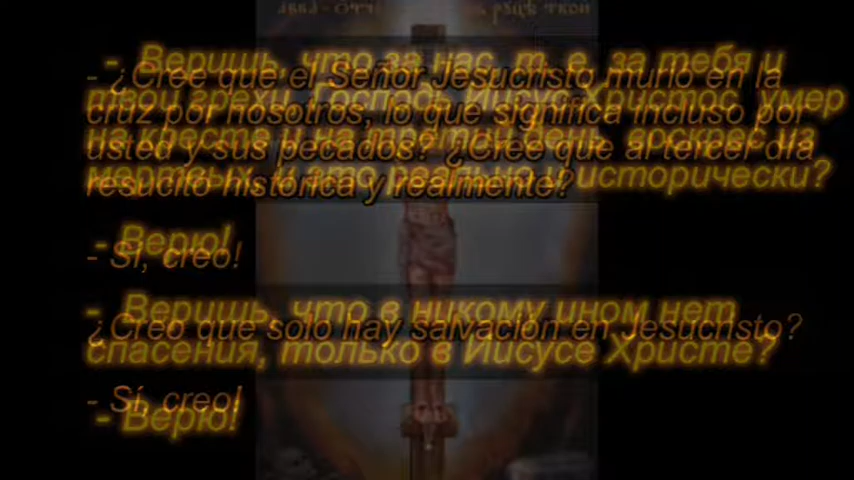 - Веришь, что за нас, т. е. за тебя и
- ¿Cree que el Señor Jesucristo murió en la
твои грехи, Господь Иисус Христос, умер
cruz por nosotros, lo que significa incluso por
на кресте и на третий день, воскрес из
usted y sus pecados? ¿Cree que al tercer día
мертвых, и это реально и исторически?
resucitó histórica y realmente?
- Верю!
- Sí, creo!
- Веришь, что в никому ином нет
¿Creo que solo hay salvación en Jesucristo?
спасения, только в Иисусе Христе?
- Sí, creo!
- Верю!